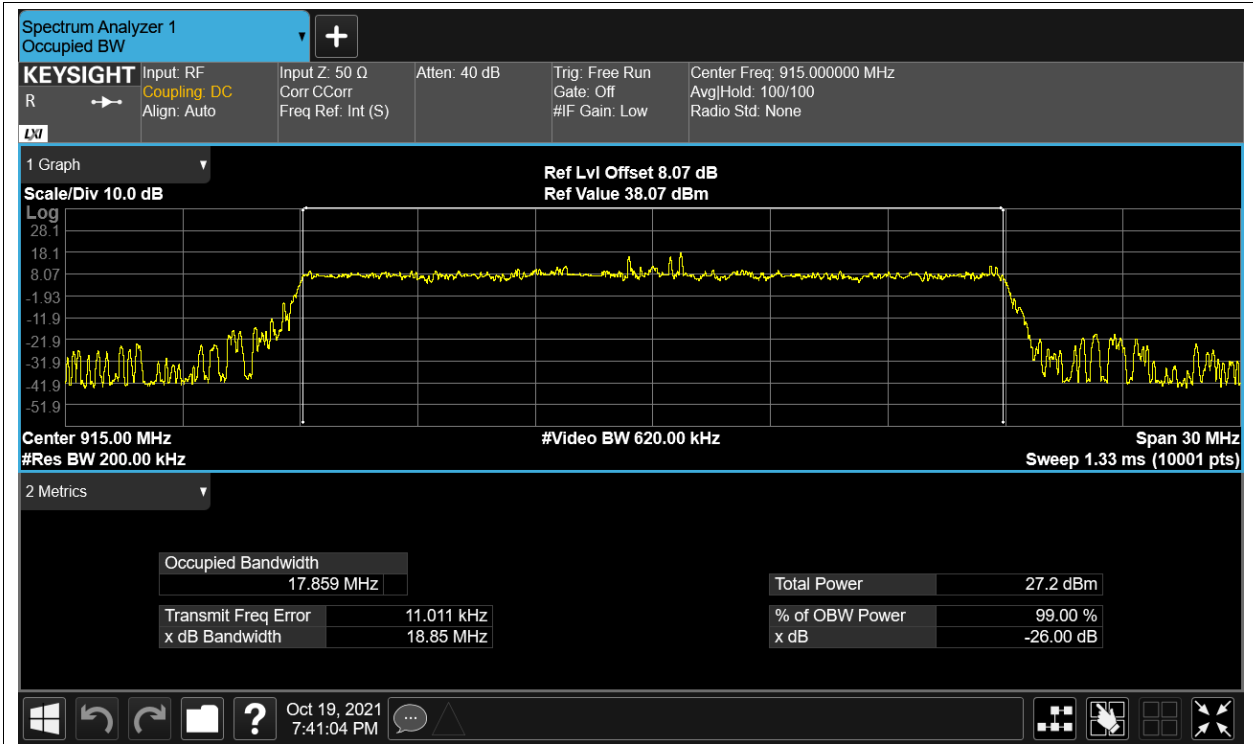 Spectrum Analyzer 1
Occupied BW
KEYSIGHT Input: RF Input Z: 50 Ω Atten: 40 dB Trig: Free Run Center Freq: 915.000000 MHz
R Coupling: DC Corr CCorr Gate: Off Avg|Hold: 100/100
Align: Auto Freq Ref: Int (S) #IF Gain: Low Radio Std: None
LXI
1 Graph
Ref Lvl Offset 8.07 dB
Scale/Div 10.0 dB Ref Value 38.07 dBm
Log
28.1
18.1
8.07
-1.93
-11.9
-21.9
-31.9
-41.9
-51.9
Center 915.00 MHz #Video BW 620.00 kHz Span 30 MHz
#Res BW 200.00 kHz Sweep 1.33 ms (10001 pts)
2 Metrics
Occupied Bandwidth
17.859 MHz Total Power 27.2 dBm
Transmit Freq Error 11.011 kHz % of OBW Power 99.00 %
x dB Bandwidth 18.85 MHz x dB -26.00 dB
? Oct 19, 2021
7:41:04 PM